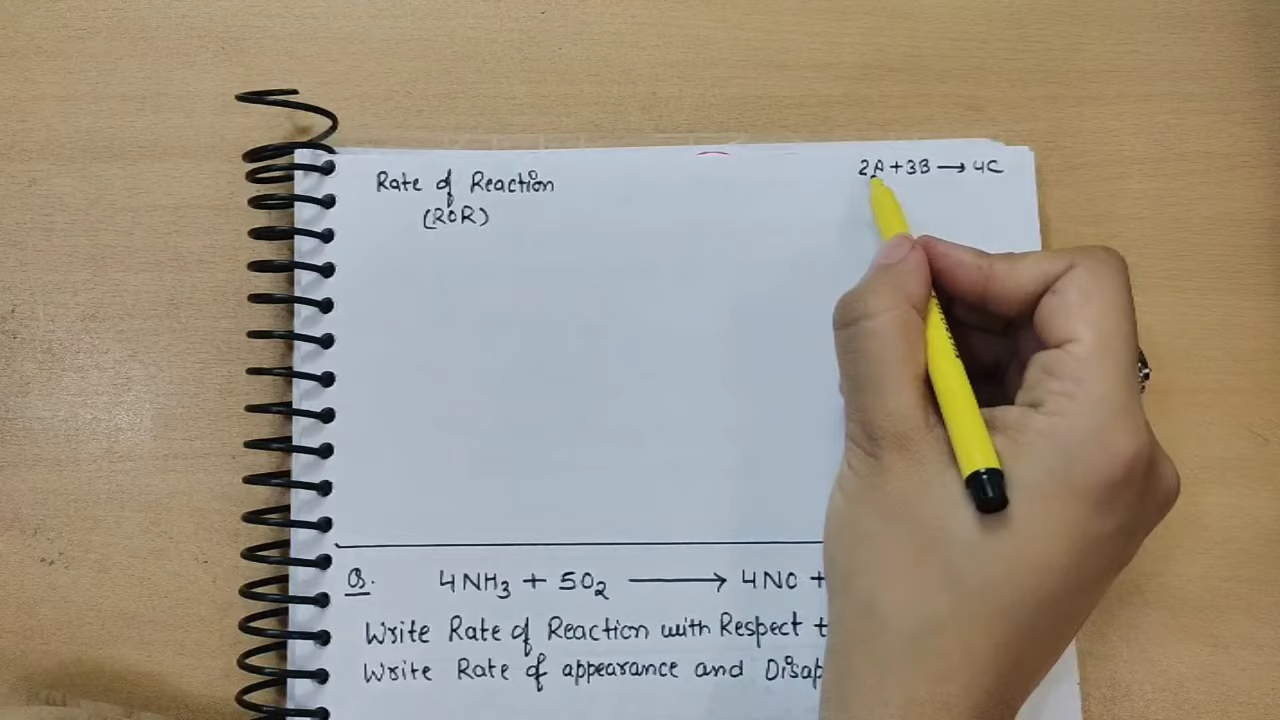 Rate of Reaction
(ROR)
2A + 3B → 4C
Q. 4NH₃ + 5O₂ → 4NO +
Write Rate of Reaction with Respect
Write Rate of appearance and